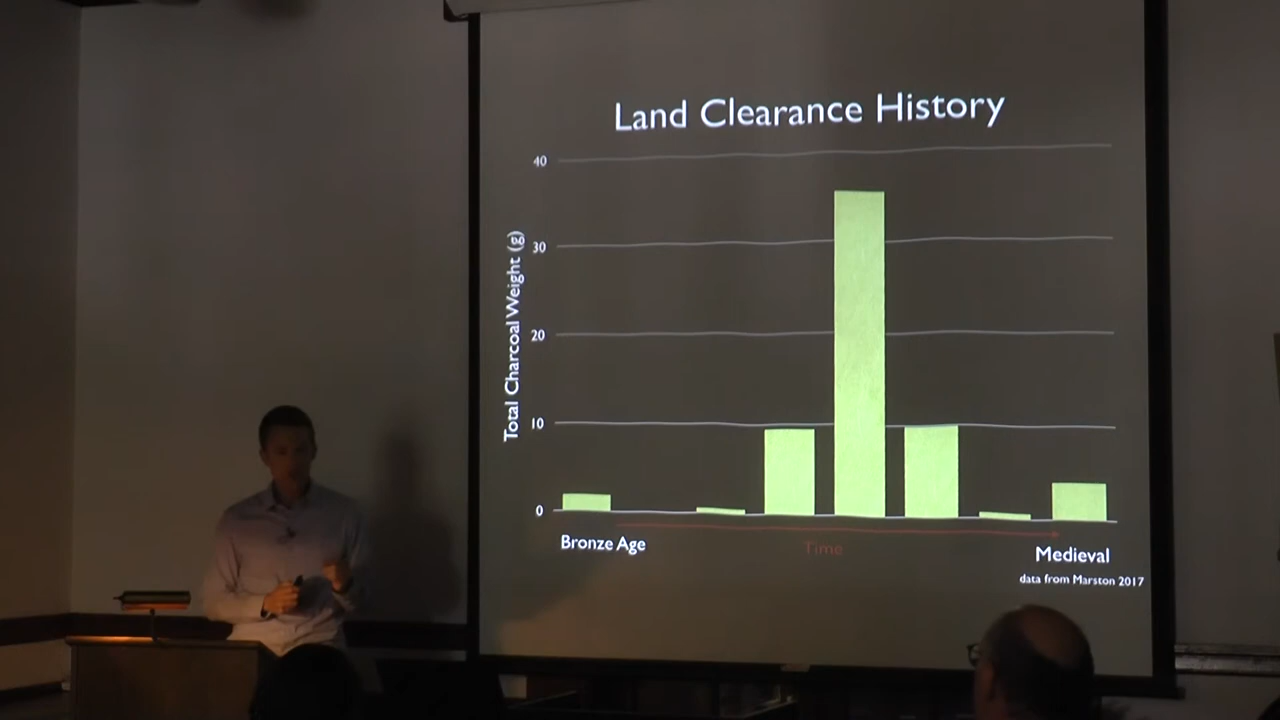 Land Clearance History
Total Charcoal Weight (g)
40
30
20
10
0
Bronze Age
Time
Medieval
data from Marston 2017